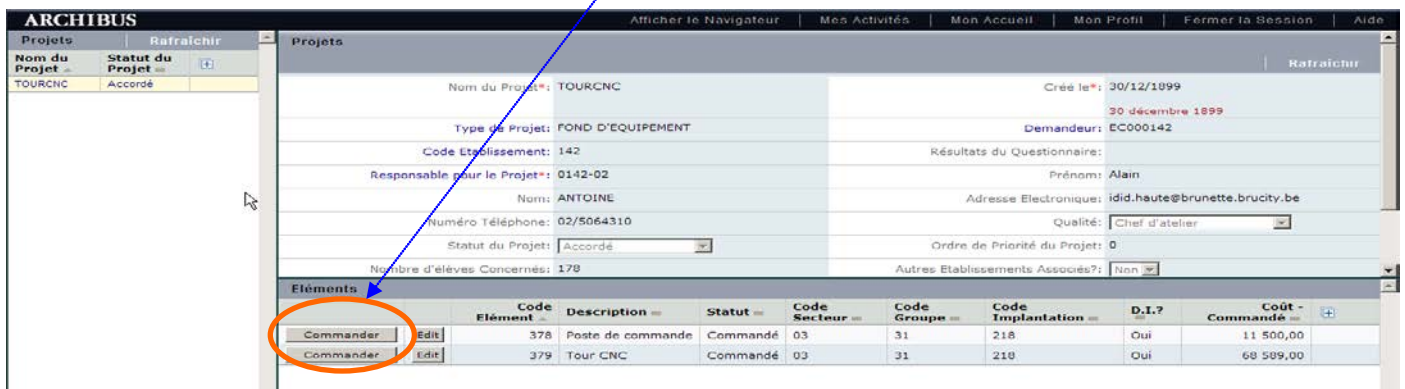 ARCHIBUS
Afficher le Navigateur | Mes Activités | Mon Accueil | Mon Profil | Fermer la Session | Aide
Projets | Rafraîchir
Nom du Projet
Statut du Projet
TOURCNC Accordé
Projets
Rafraîchir
Nom du Projet*: TOURCNC Créé le*: 30/12/1899
30 décembre 1899
Type de Projet: FOND D'EQUIPEMENT Demandeur: EC000142
Code Etablissement: 142 Résultats du Questionnaire:
Responsable pour le Projet*: 0142-02 Prénom: Alain
Nom: ANTOINE Adresse Electronique: idid.haute@brunette.brucity.be
Numéro Téléphone: 02/5064310 Qualité: Chef d'atelier
Statut du Projet: Accordé Ordre de Priorité du Projet: 0
Nombre d'élèves Concernés: 178 Autres Etablissements Associés?: Non
Eléments
Code Elément Description Statut Code Secteur Code Groupe Code Implantation D.I.? Coût - Commandé
Commander Edit 378 Poste de commande Commandé 03 31 218 Oui 11 500,00
Commander Edit 379 Tour CNC Commandé 03 31 218 Oui 68 589,00